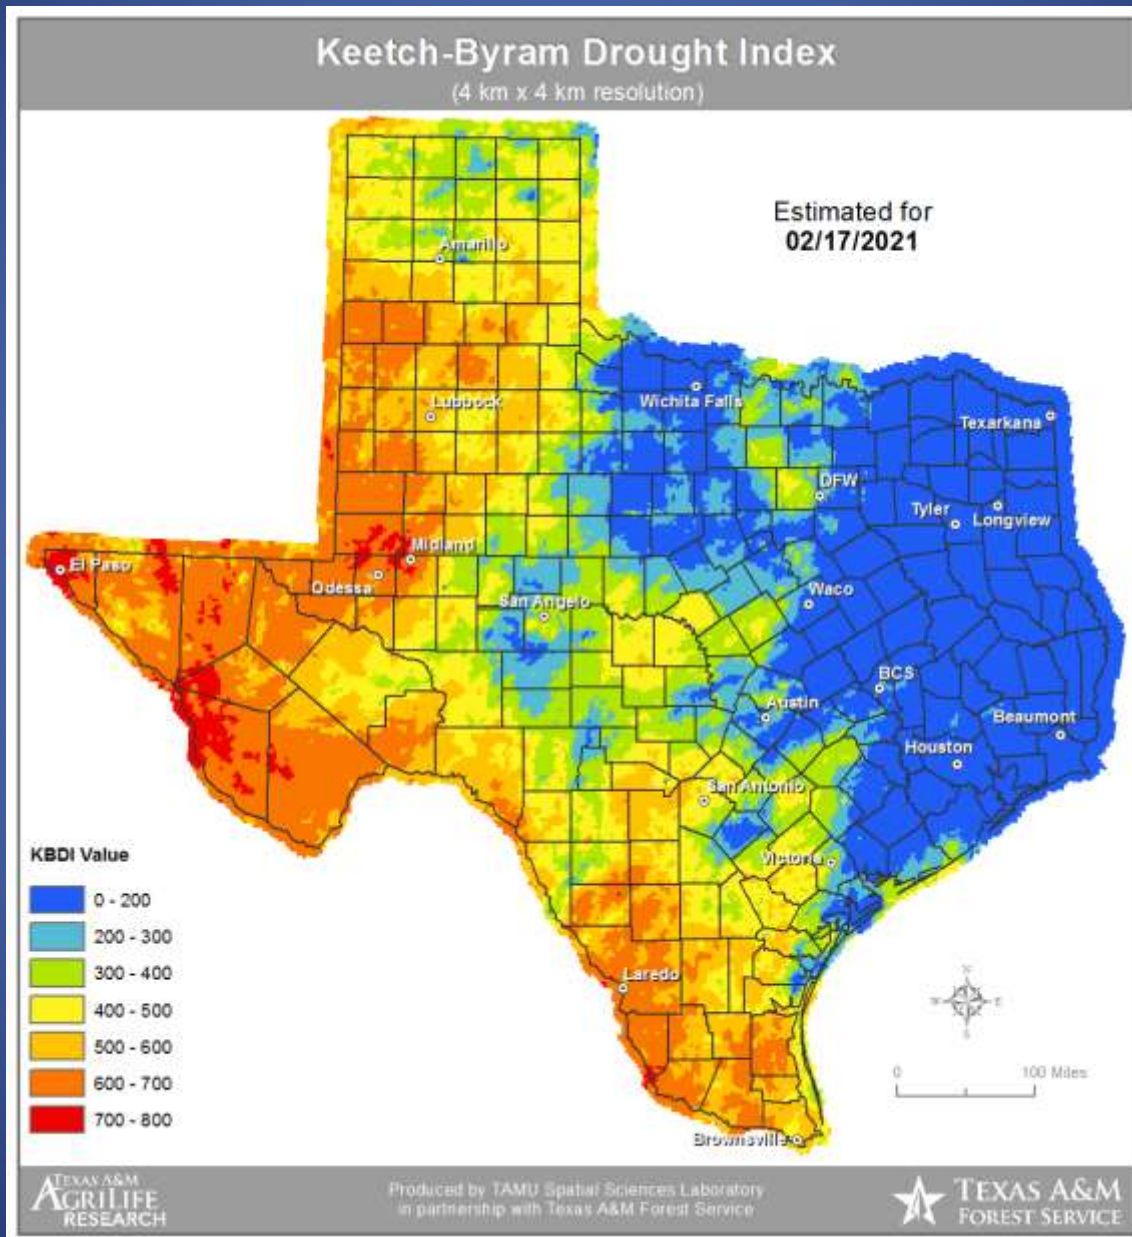 Keetch-Byram Drought Index
(4 km x 4 km resolution)
Estimated for
02/17/2021
Amarillo
Wichita Falls
Lubbock
Texarkana
DFW
Tyler
Longview
Midland
El Paso
Odessa
San Angelo
Waco
BCS
Austin
Beaumont
Houston
San Antonio
Victoria
Laredo
Brownsville
KBDI Value
0 - 200
200 - 300
300 - 400
400 - 500
500 - 600
600 - 700
700 - 800
N
W
E
S
0 100 Miles
TEXAS A&M
AGRILIFE
RESEARCH
Produced by TAMU Spatial Sciences Laboratory
in partnership with Texas A&M Forest Service
TEXAS A&M
FOREST SERVICE